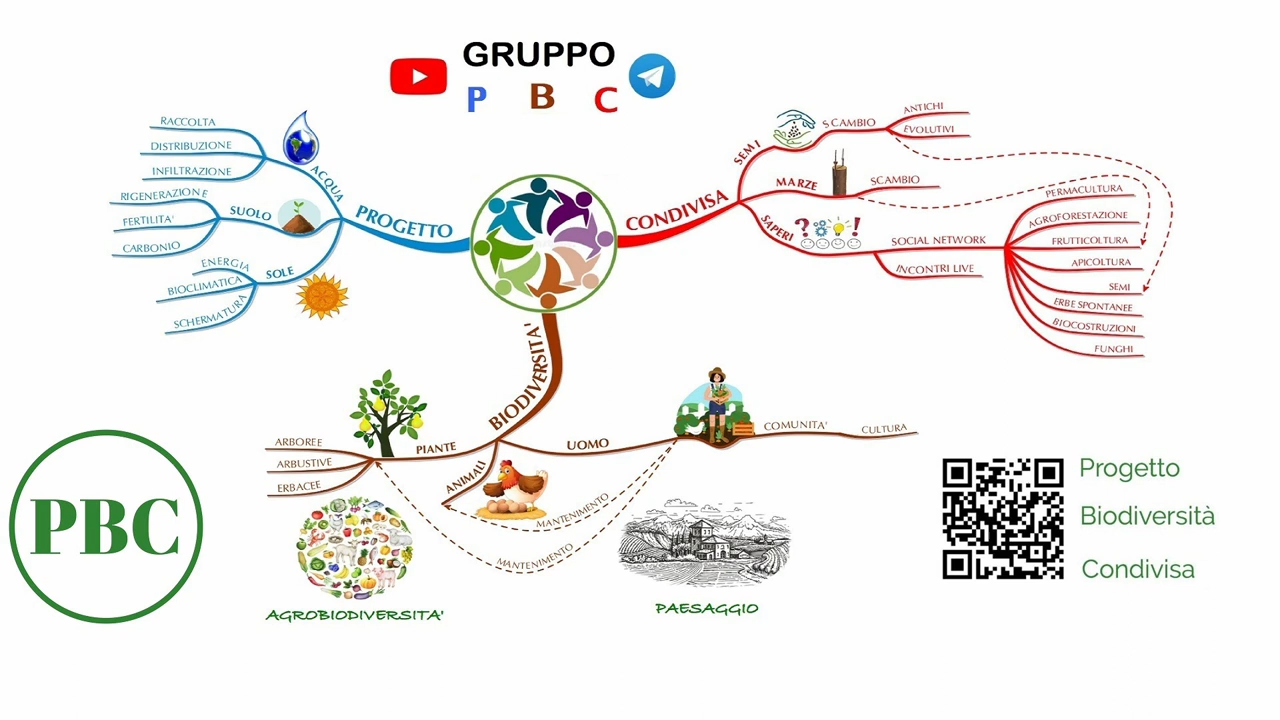 GRUPPO
P B C
PROGETTO
ACQUA
RACCOLTA
DISTRIBUZIONE
INFILTRAZIONE
SUOLO
RIGENERAZIONE
FERTILITA'
CARBONIO
SOLE
ENERGIA
BIOCLIMATICA
SCHERMATURA
CONDIVISA
SEMI
SCAMBIO
ANTICHI
EVOLUTIVI
MARZE
SCAMBIO
SAPERI
? !
SOCIAL NETWORK
INCONTRI LIVE
PERMACULTURA
AGROFORESTAZIONE
FRUTTICOLTURA
APICOLTURA
SEMI
ERBE SPONTANEE
BIOCOSTRUZIONI
FUNGHI
BIODIVERSITA'
PIANTE
ARBOREE
ARBUSTIVE
ERBACEE
ANIMALI
UOMO
COMUNITA'
CULTURA
MANTENIMENTO
MANTENIMENTO
AGROBIODIVERSITA'
PAESAGGIO
PBC
Progetto
Biodiversità
Condivisa